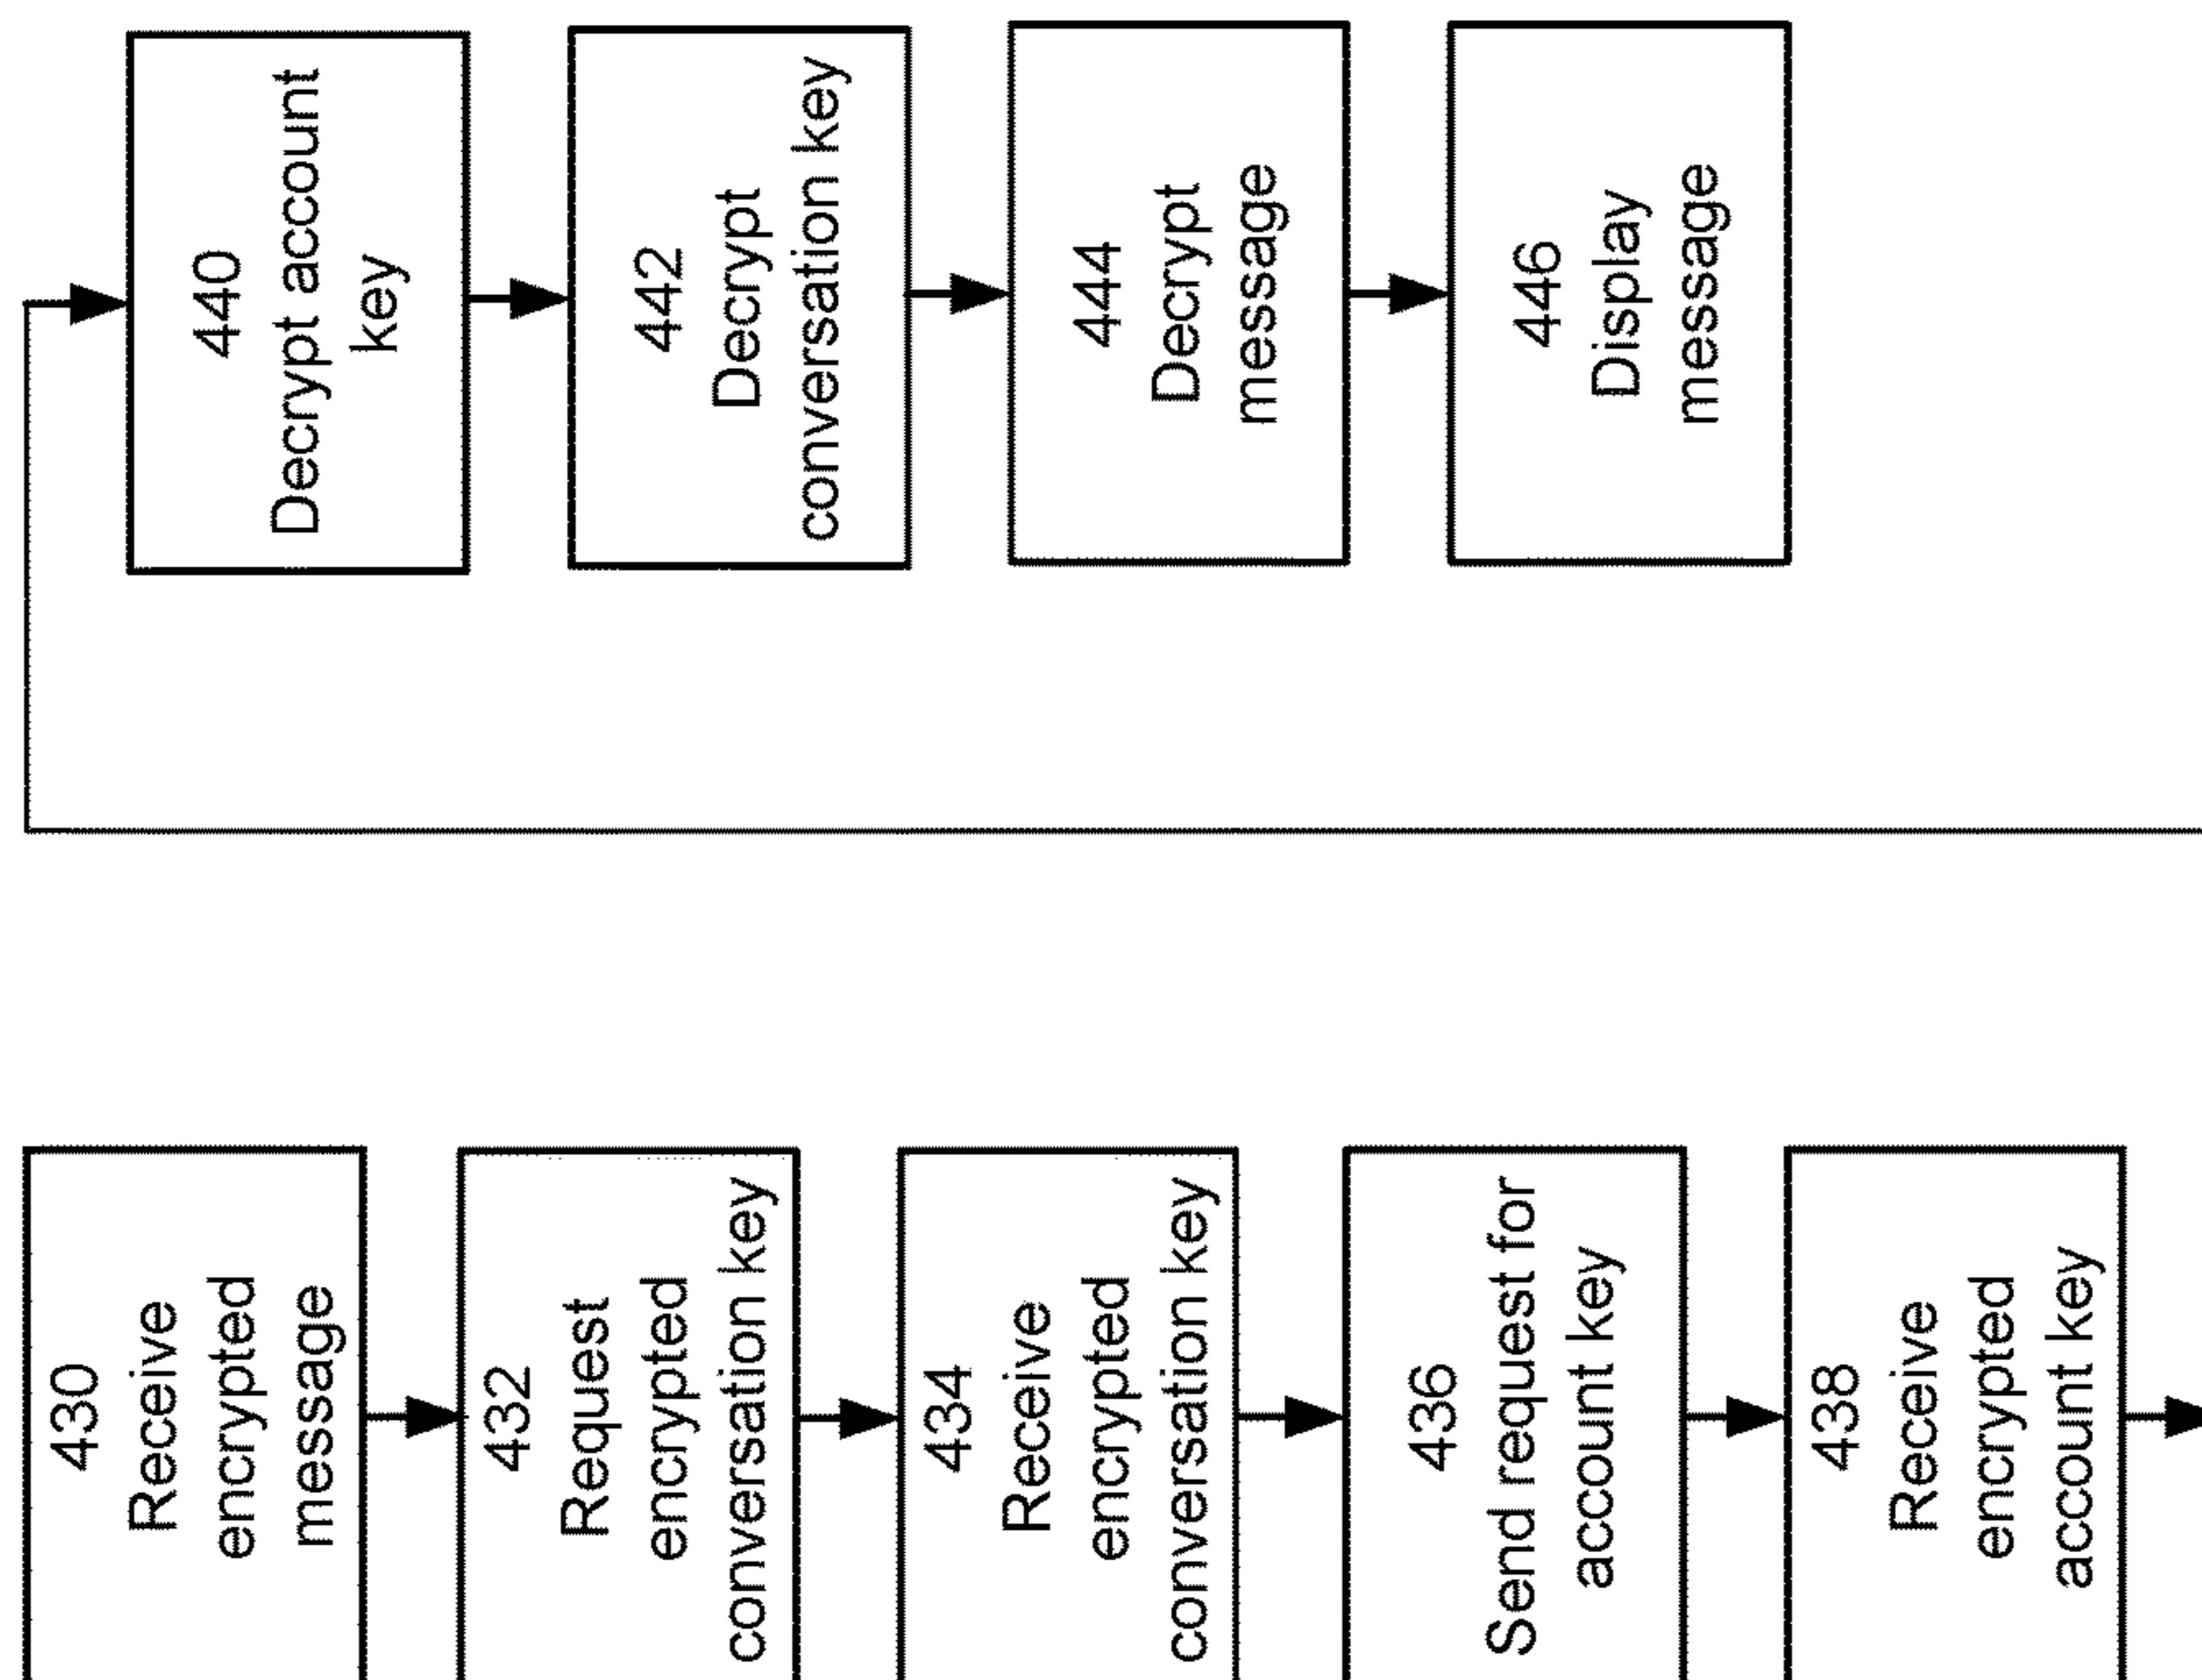 430
Receive
encrypted
message
432
Request
encrypted
conversation key
434
Receive
encrypted
conversation key
436
Send request for
account key
438
Receive
encrypted
account key
440
Decrypt account
key
442
Decrypt
conversation key
444
Decrypt
message
446
Display
message